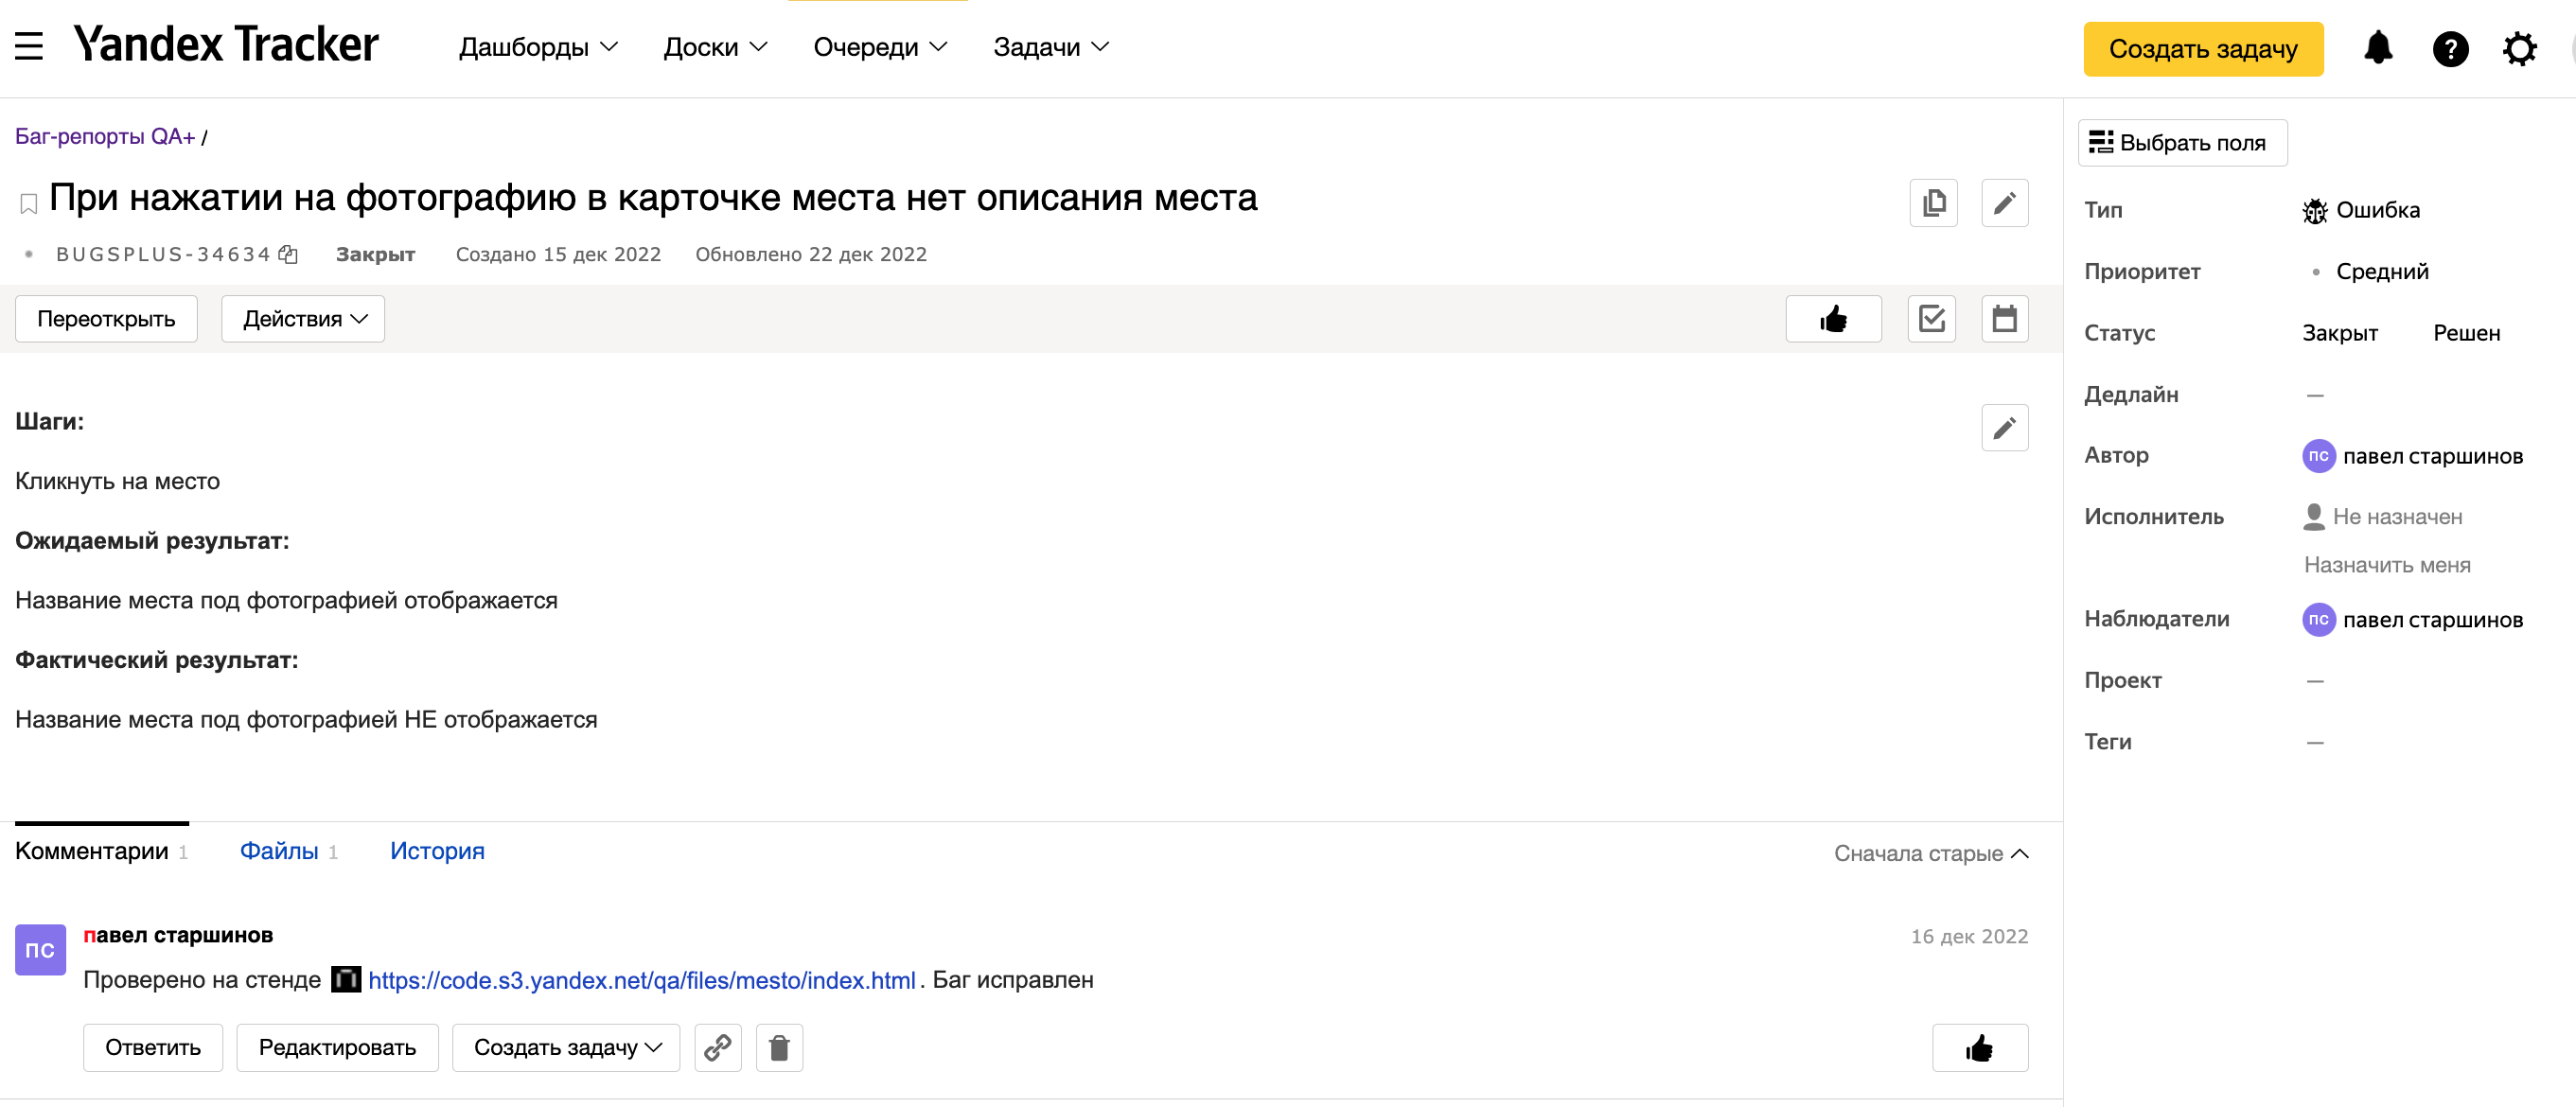 Yandex Tracker Дашборды Доски Очереди Задачи Создать задачу
Баг-репорты QA+ /
При нажатии на фотографию в карточке места нет описания места
BUGSPLUS-34634 Закрыт Создано 15 дек 2022 Обновлено 22 дек 2022
Переоткрыть Действия
Шаги:
Кликнуть на место
Ожидаемый результат:
Название места под фотографией отображается
Фактический результат:
Название места под фотографией НЕ отображается
Комментарии 1 Файлы 1 История Сначала старые
ПС павел старшинов 16 дек 2022
Проверено на стенде https://code.s3.yandex.net/qa/files/mesto/index.html. Баг исправлен
Ответить Редактировать Создать задачу
Выбрать поля
Тип Ошибка
Приоритет Средний
Статус Закрыт Решен
Дедлайн —
Автор ПС павел старшинов
Исполнитель Не назначен
Назначить меня
Наблюдатели ПС павел старшинов
Проект —
Теги —